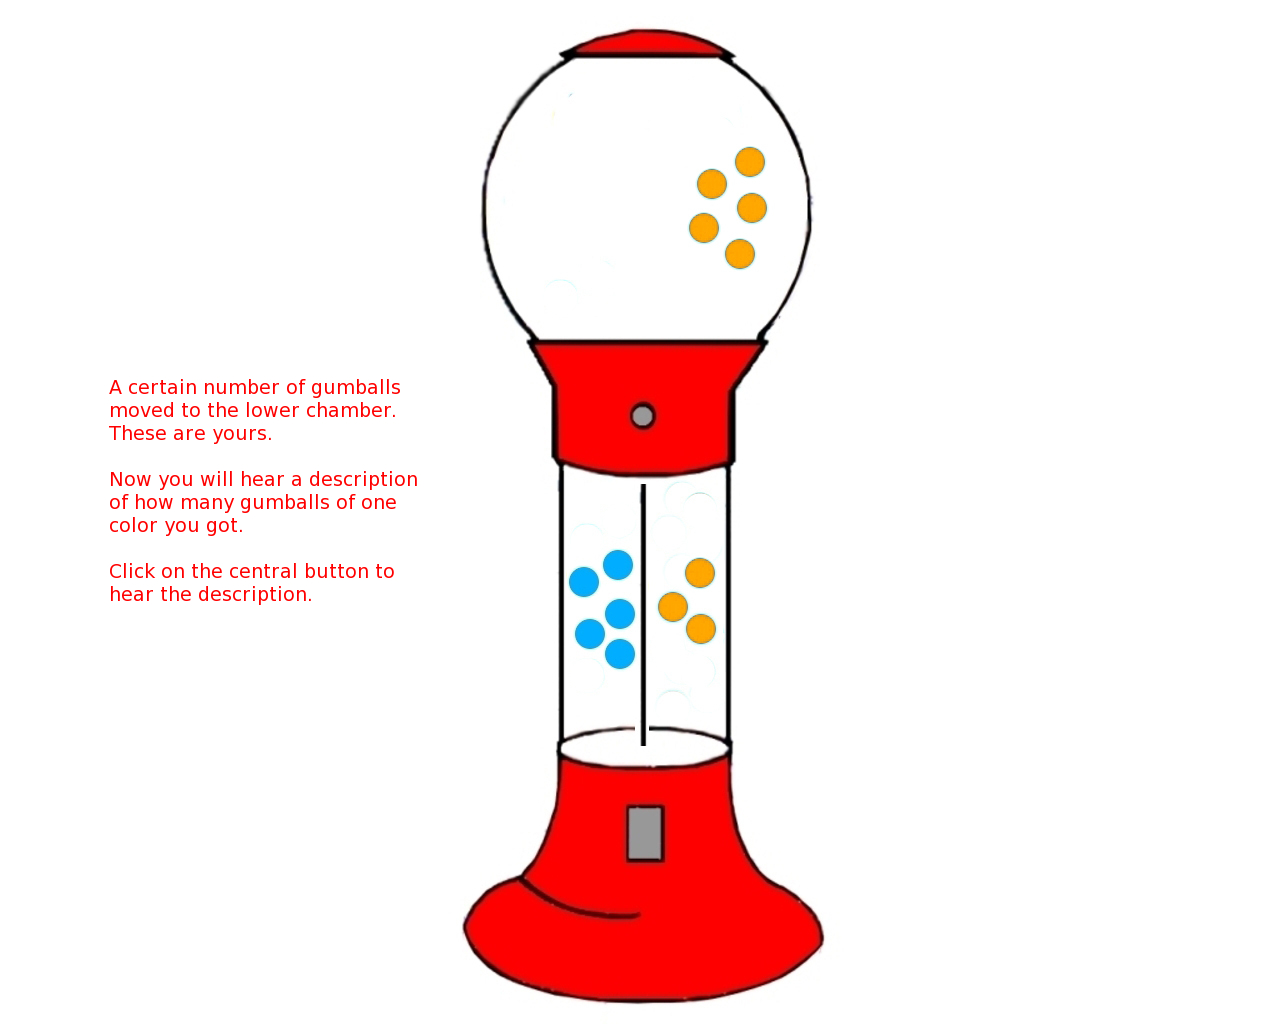 A certain number of gumballs
moved to the lower chamber.
These are yours.
Now you will hear a description
of how many gumballs of one
color you got.
Click on the central button to
hear the description.